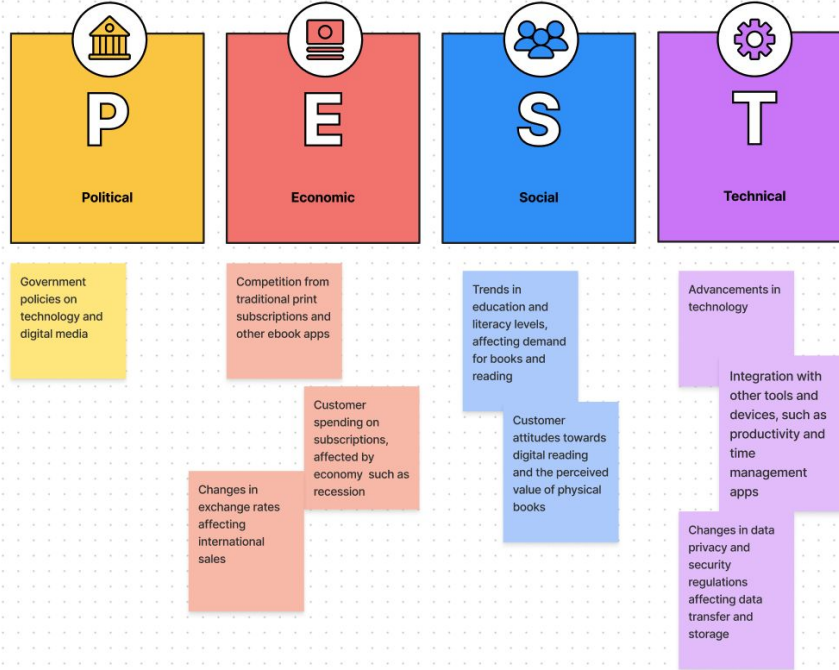 P
Political
Government
policies on
technology and
digital media
E
Economic
Competition from
traditional print
subscriptions and
other ebook apps
Customer
spending on
subscriptions,
affected by
economy such as
recession
Changes in
exchange rates
affecting
international
sales
S
Social
Trends in
education and
literacy levels,
affecting demand
for books and
reading
Customer
attitudes towards
digital reading
and the perceived
value of physical
books
T
Technical
Advancements in
technology
Integration with
other tools and
devices, such as
productivity and
time
management
apps
Changes in data
privacy and
security
regulations
affecting data
transfer and
storage